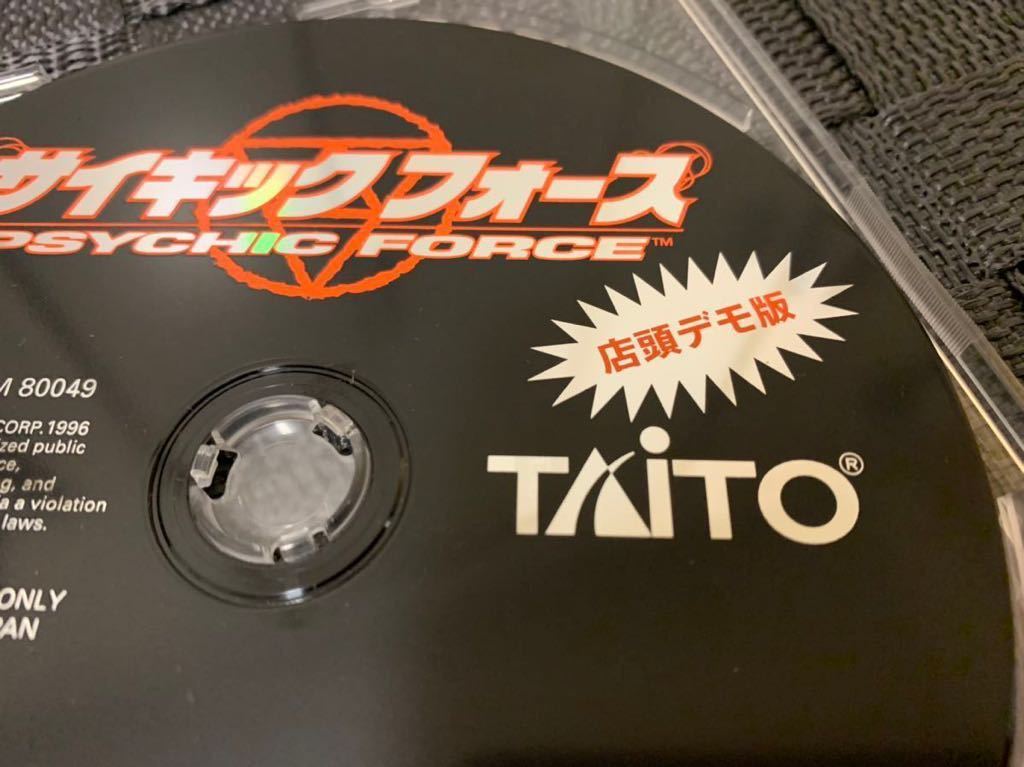 サイキックフォース
PSYCHIC FORCE™
店頭デモ版
TAITO®
M 80049
CORP. 1996
ized public
ce,
g, and
a violation
laws.
ONLY
PAN